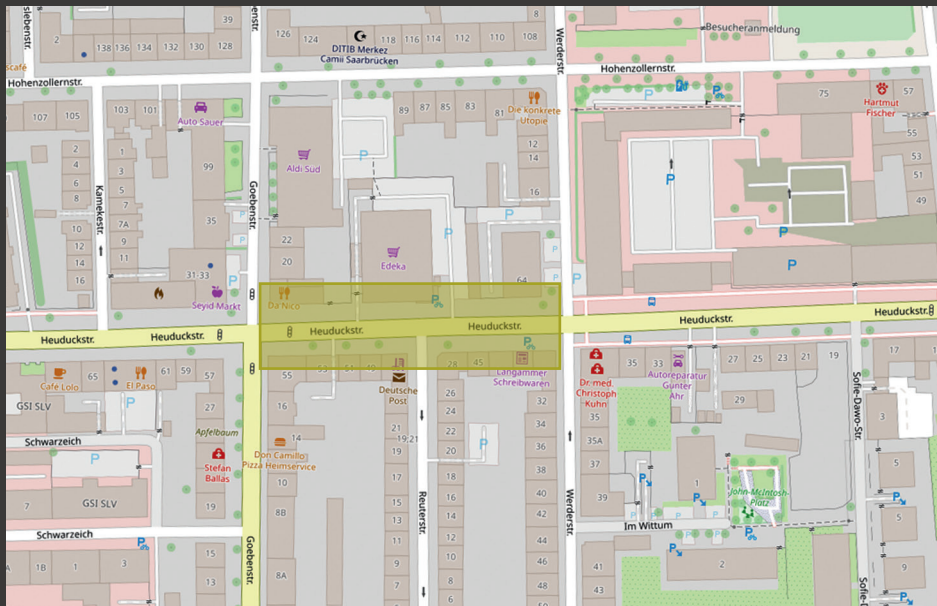 Goebenstr.
Werderstr.
Hohenzollernstr.
Hohenzollernstr.
39
2
138
136
134
132
130
128
126
124
118
116
114
112
110
108
8
DITIB Merkez
Camii Saarbrücken
Besucheranmeldung
107
105
103
101
Auto Sauer
89
87
85
83
81
Die konkrete
Utopie
75
Hartmut
Fischer
57
55
53
51
49
2
4
6
8
10
12
14
16
Kamekestr.
1
3
5
7
7A
9
11
99
35
31-33
Seyid Markt
Goebenstr.
Aldi Süd
P
22
20
Edeka
P
12
14
16
P
64
P
P
P
P
P
P
Da Nico
Heuduckstr.
Heuduckstr.
Heuduckstr.
Heuduckstr.
Heuduckstr.
Heuduckstr.
Café Lolo
65
El Paso
61
59
57
55
53
51
49
28
45
Langammer
Schreibwaren
Deutsche
Post
Dr. med.
Christoph
Kuhn
35
33
Autoreparatur
Günter
Ahr
27
25
23
21
19
17
29
GSI SLV
P
27
Apfelbaum
Schwarzeich
P
Stefan
Ballas
19
7
GSI SLV
Schwarzeich
1B
1
3
15
13
Goebenstr.
16
14
Don Camillo
Pizza Heimservice
10
8B
8A
21
19,21
19
17
15
13
11
9
7
Reuterstr.
26
24
22
20
18
16
14
12
10
8
6
P
32
34
36
38
40
42
44
46
48
50
Werderstr.
35
35A
37
39
41
43
1
John-McIntosh-
Platz
Im Wittum
2
Sofie-Dawo-Str.
3
5
5
9